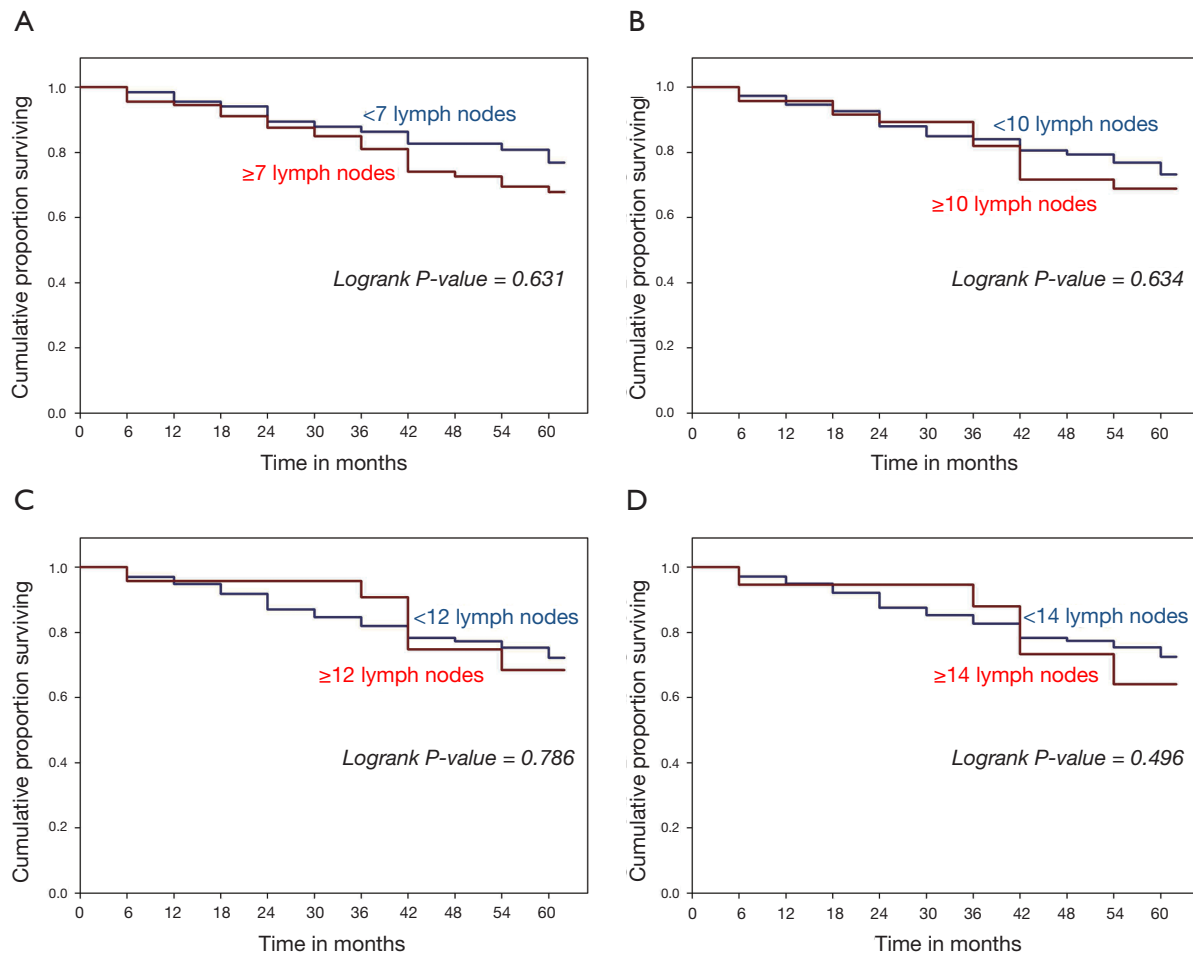 A
Cumulative proportion surviving
1.0
0.8
0.6
0.4
0.2
0.0
<7 lymph nodes
≥7 lymph nodes
Logrank P-value = 0.631
0 6 12 18 24 30 36 42 48 54 60
Time in months
B
Cumulative proportion surviving
1.0
0.8
0.6
0.4
0.2
0.0
<10 lymph nodes
≥10 lymph nodes
Logrank P-value = 0.634
0 6 12 18 24 30 36 42 48 54 60
Time in months
C
Cumulative proportion surviving
1.0
0.8
0.6
0.4
0.2
0.0
<12 lymph nodes
≥12 lymph nodes
Logrank P-value = 0.786
0 6 12 18 24 30 36 42 48 54 60
Time in months
D
Cumulative proportion surviving
1.0
0.8
0.6
0.4
0.2
0.0
<14 lymph nodes
≥14 lymph nodes
Logrank P-value = 0.496
0 6 12 18 24 30 36 42 48 54 60
Time in months